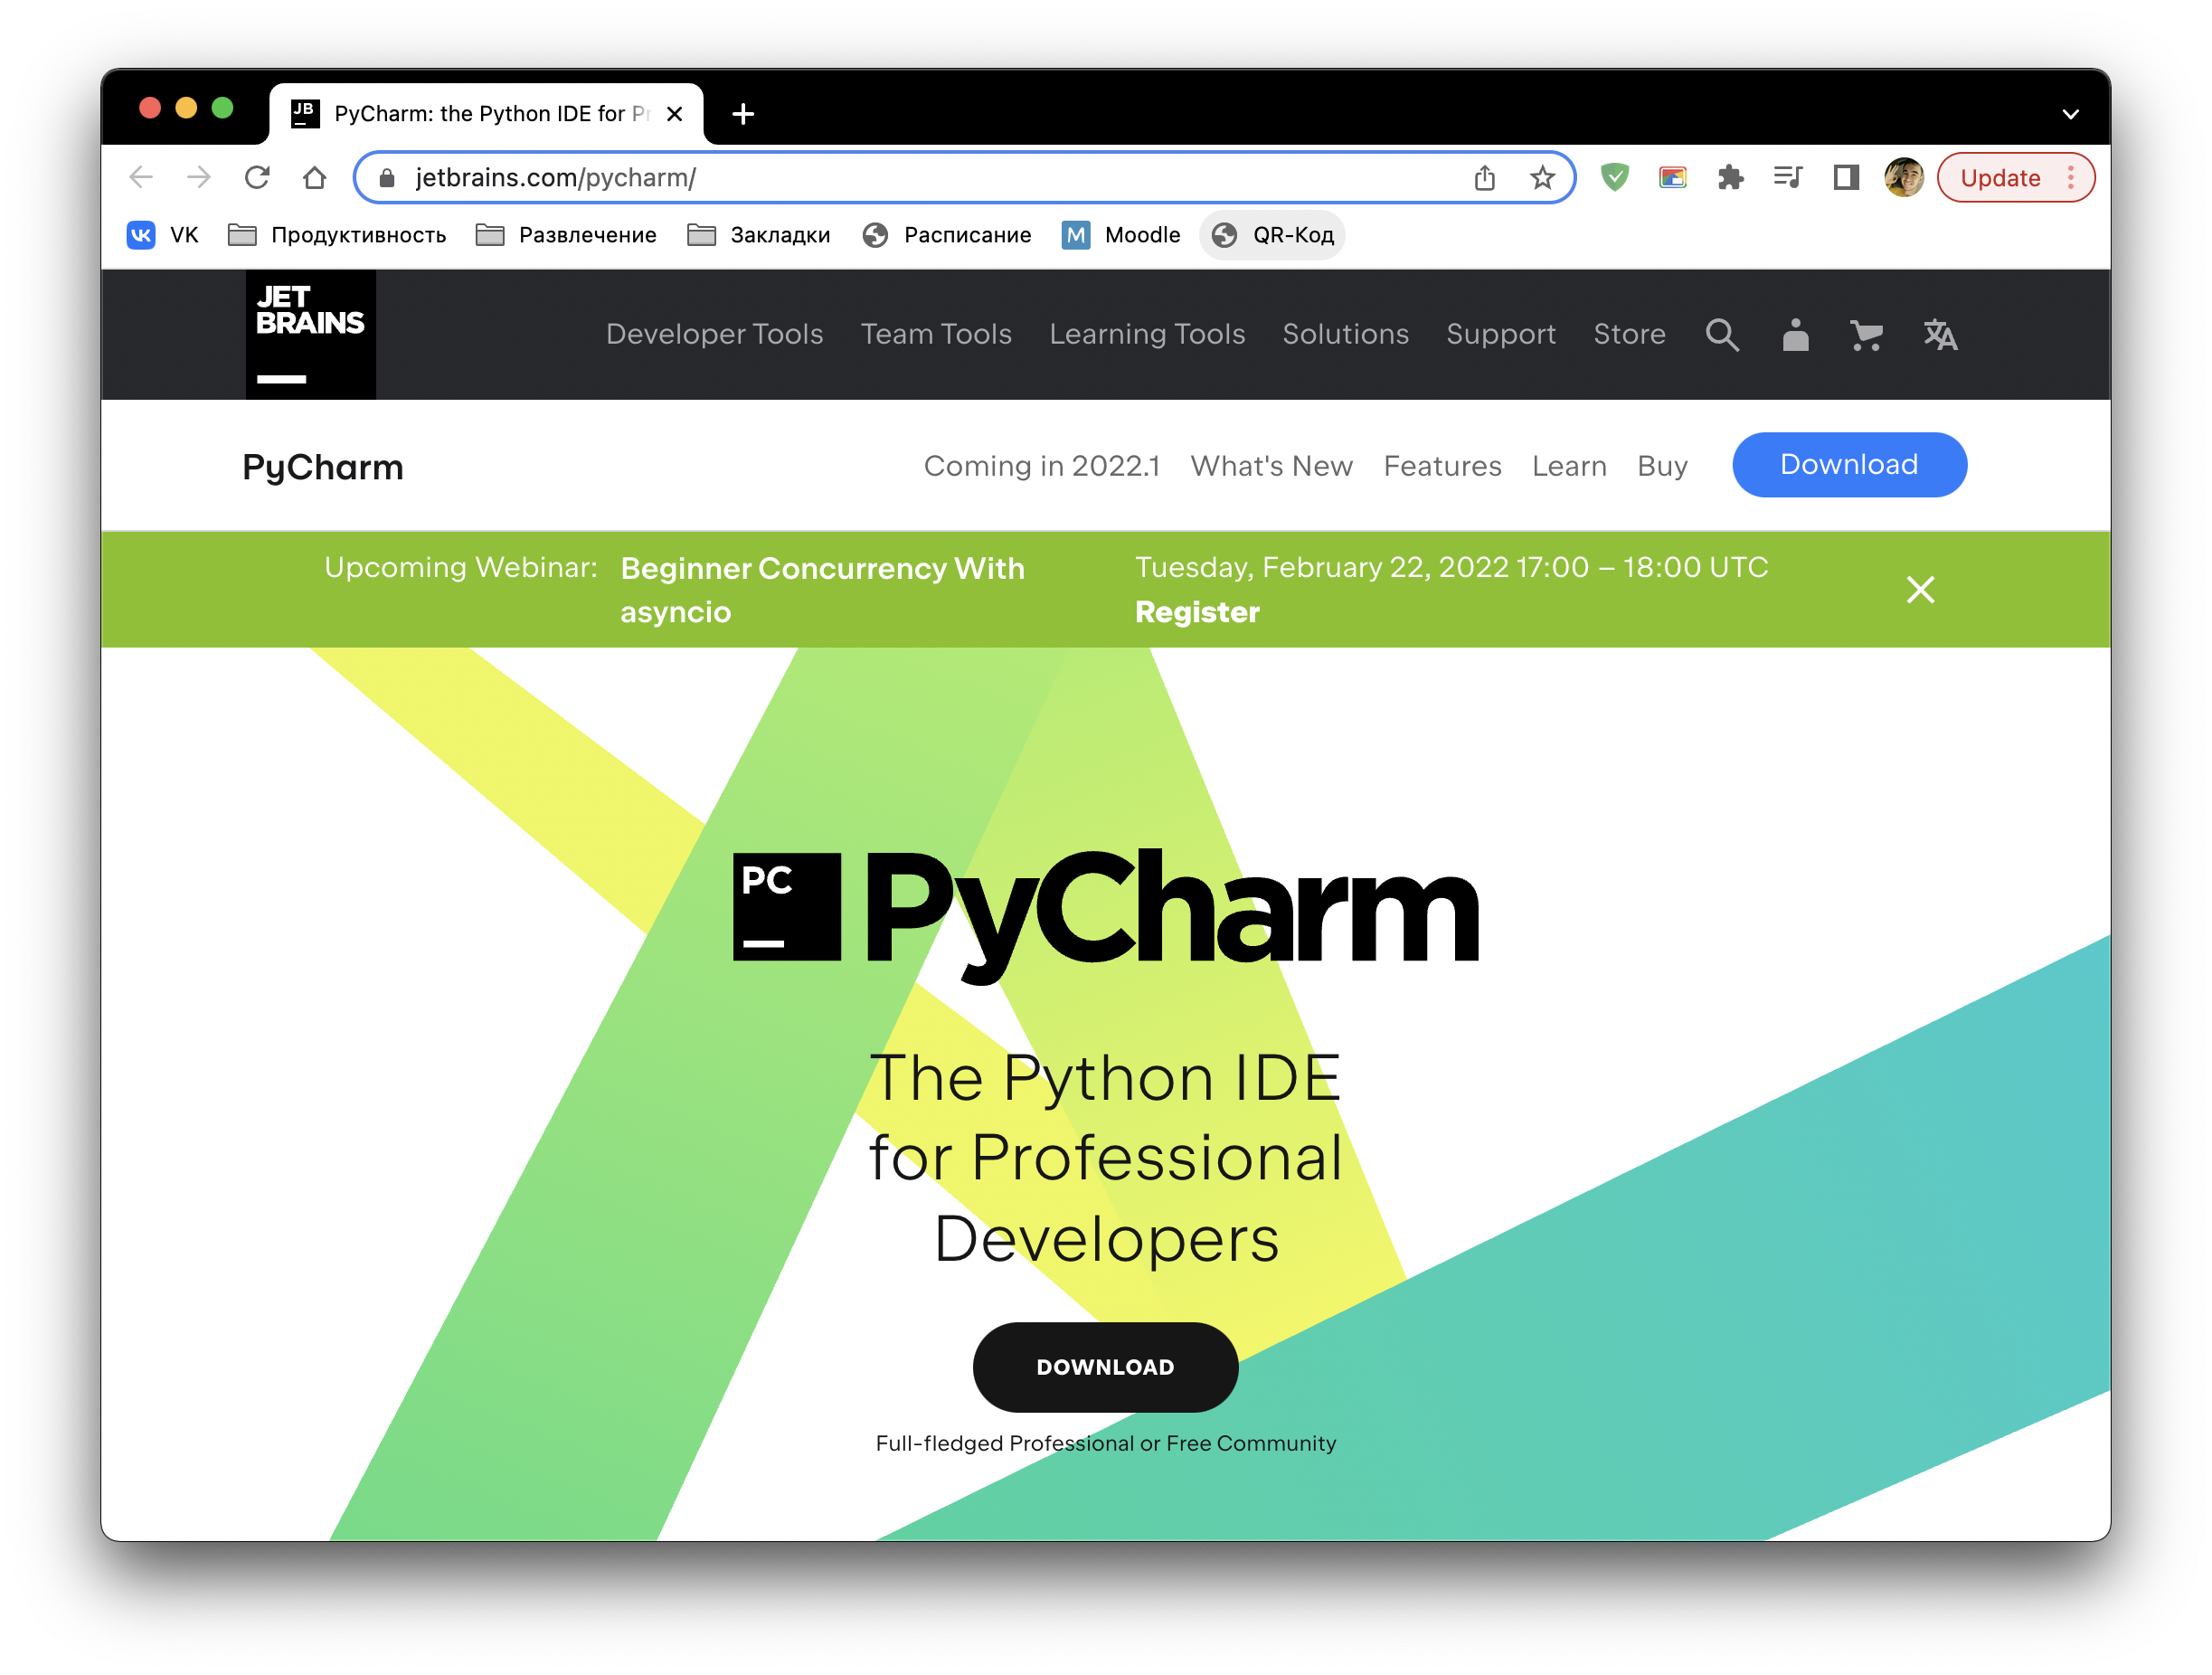 JB
PyCharm: the Python IDE for Pr
jetbrains.com/pycharm/
Update
VK
Продуктивность
Развлечение
Закладки
Расписание
M
Moodle
QR-Код
JET
BRAINS
Developer Tools
Team Tools
Learning Tools
Solutions
Support
Store
PyCharm
Coming in 2022.1
What's New
Features
Learn
Buy
Download
Upcoming Webinar:
Beginner Concurrency With
asyncio
Tuesday, February 22, 2022 17:00 – 18:00 UTC
Register
PC
PyCharm
The Python IDE
for Professional
Developers
DOWNLOAD
Full-fledged Professional or Free Community